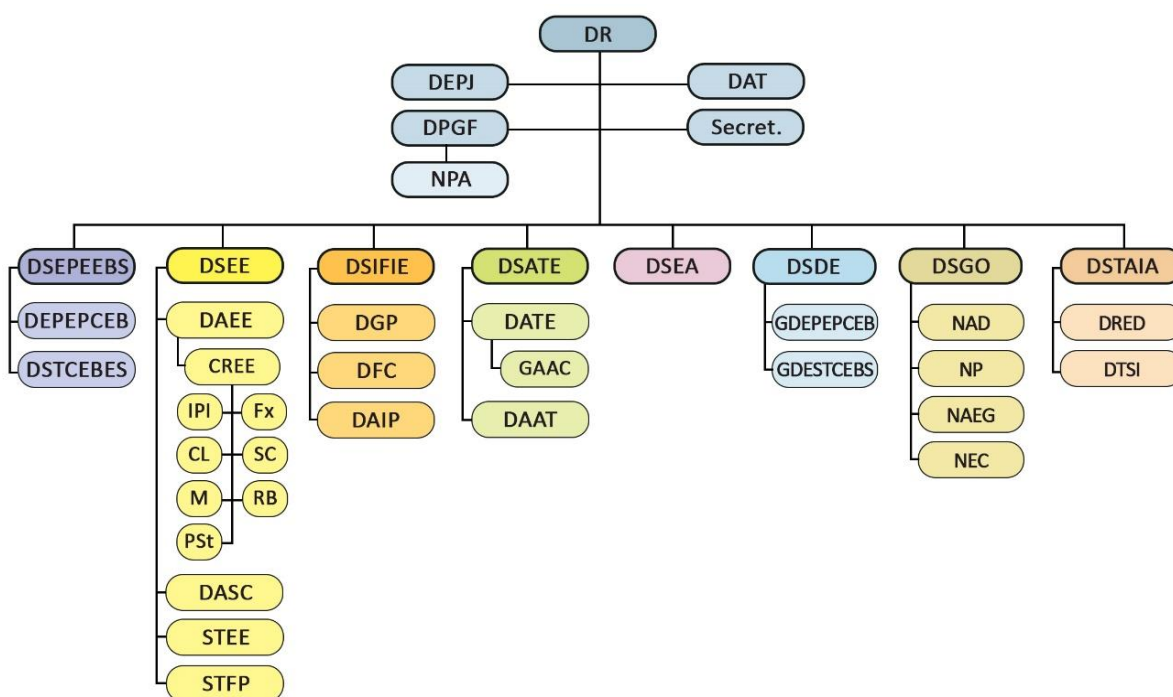 DR
DEPJ
DAT
DPGF
Secret.
NPA
DSEPEEBS
DSEE
DSIFIE
DSATE
DSEA
DSDE
DSGO
DSTAIA
DEPEPCEB
DAEE
DGP
DATE
GDEPEPCEB
NAD
DRED
DSTCEBES
CREE
DFC
GAAC
GDESTCEBS
NP
DTSI
IPI
Fx
DAIP
DAAT
NAEG
CL
SC
NEC
M
RB
PSt
DASC
STEE
STFP